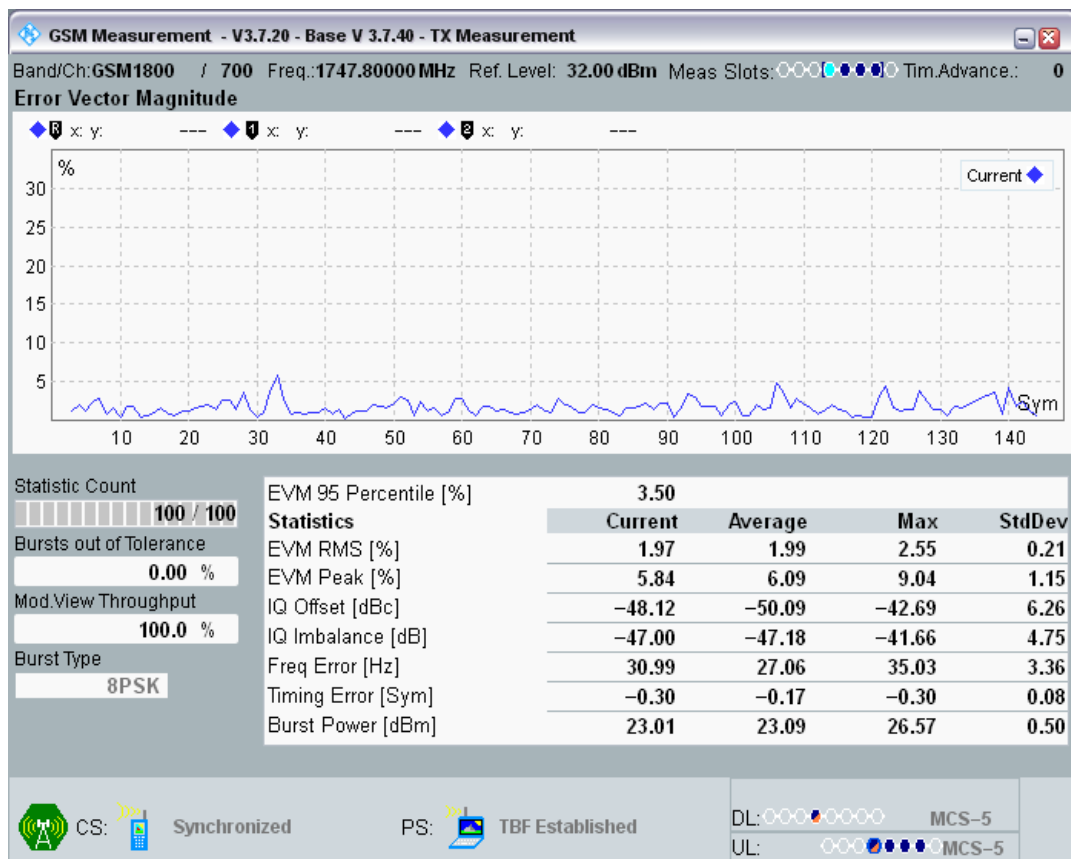 GSM Measurement - V3.7.20 - Base V 3.7.40 - TX Measurement
Band/Ch:GSM1800 / 700 Freq.:1747.80000 MHz Ref. Level: 32.00 dBm Meas Slots: Tim.Advance.: 0
Error Vector Magnitude
R x: y: --- 1 x: y: --- 2 x: y: ---
%
Current
30
25
20
15
10
5
Sym
10 20 30 40 50 60 70 80 90 100 110 120 130 140
Statistic Count
100 / 100
Bursts out of Tolerance
0.00 %
Mod.View Throughput
100.0 %
Burst Type
8PSK
EVM 95 Percentile [%] 3.50
Statistics Current Average Max StdDev
EVM RMS [%] 1.97 1.99 2.55 0.21
EVM Peak [%] 5.84 6.09 9.04 1.15
IQ Offset [dBc] −48.12 −50.09 −42.69 6.26
IQ Imbalance [dB] −47.00 −47.18 −41.66 4.75
Freq Error [Hz] 30.99 27.06 35.03 3.36
Timing Error [Sym] −0.30 −0.17 −0.30 0.08
Burst Power [dBm] 23.01 23.09 26.57 0.50
CS: Synchronized PS: TBF Established
DL: MCS−5
UL: MCS−5